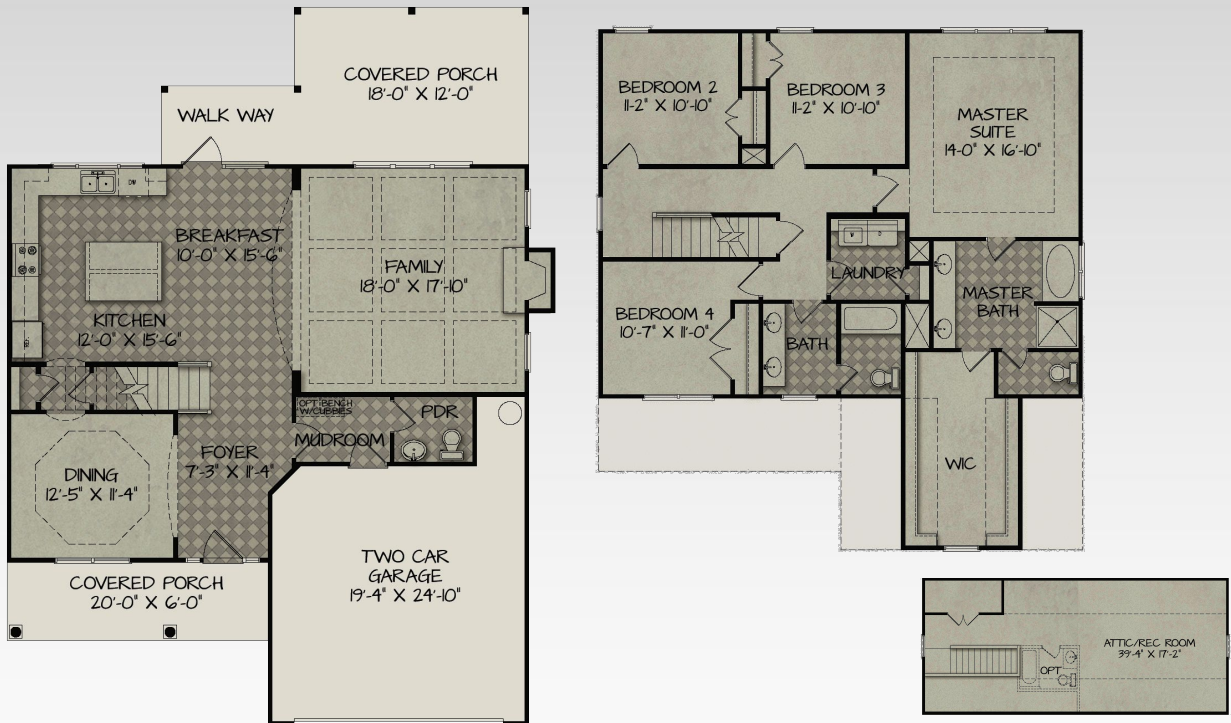 COVERED PORCH
18'-0" X 12'-0"
WALK WAY
DW
BREAKFAST
10'-0" X 15'-6"
FAMILY
18'-0" X 17'-10"
KITCHEN
12'-0" X 15'-6"
OPT BENCH
W/CUBBIES
PDR
MUDROOM
FOYER
7'-3" X 11'-4"
DINING
12'-5" X 11'-4"
TWO CAR
GARAGE
19'-4" X 24'-10"
COVERED PORCH
20'-0" X 6'-0"
BEDROOM 2
11-2" X 10'-10"
BEDROOM 3
11-2" X 10'-10"
MASTER
SUITE
14-0" X 16'-10"
LAUNDRY
MASTER
BATH
BEDROOM 4
10'-7" X 11'-0"
BATH
WIC
ATTIC/REC ROOM
39'-4" X 17'-2"
OPT